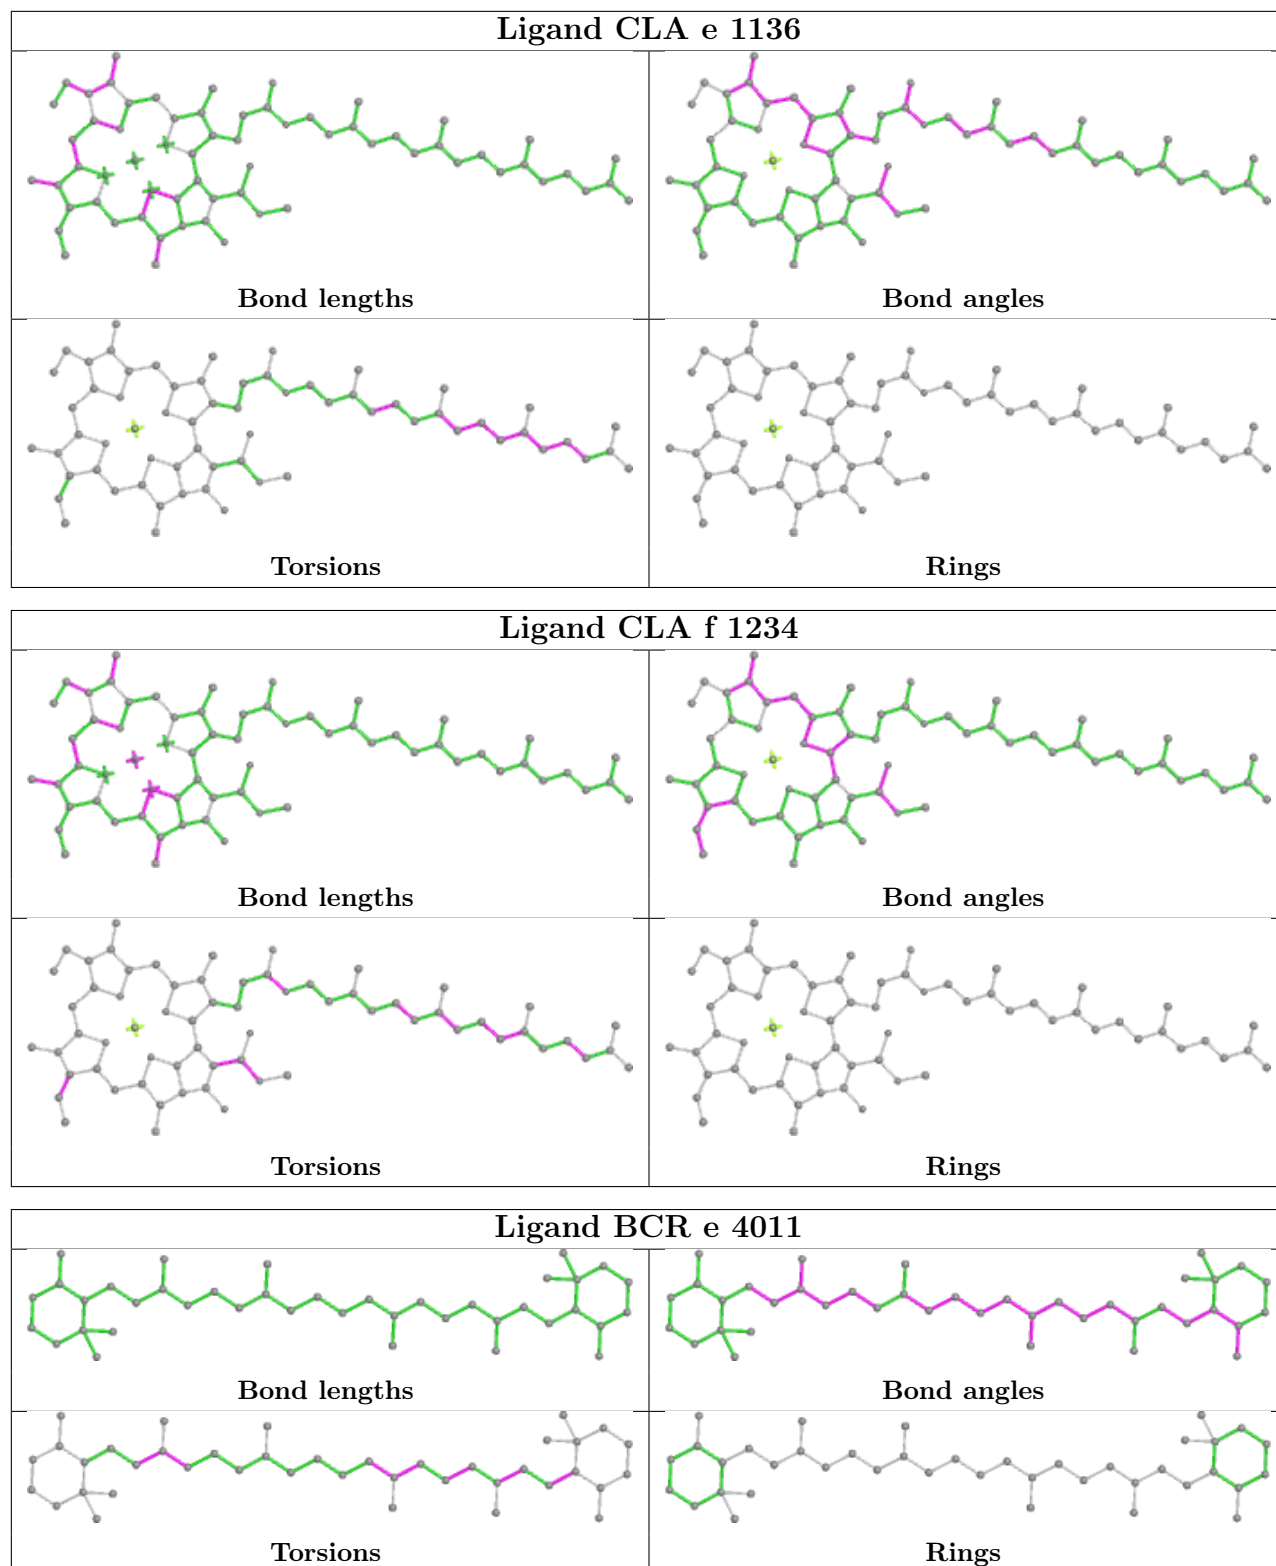 Ligand CLA e 1136
Bond lengths
Bond angles
Torsions
Rings
Ligand CLA f 1234
Bond lengths
Bond angles
Torsions
Rings
Ligand BCR e 4011
Bond lengths
Bond angles
Torsions
Rings